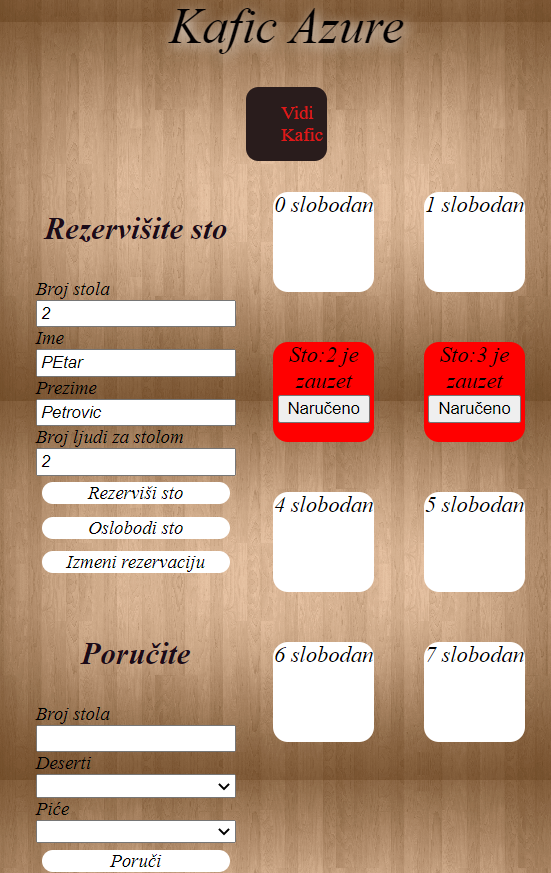 Kafic Azure
Vidi
Kafic
Rezervišite sto
Broj stola
2
Ime
PEtar
Prezime
Petrovic
Broj ljudi za stolom
2
Rezerviši sto
Oslobodi sto
Izmeni rezervaciju
Poručite
Broj stola
Deserti
Piće
Poruči
0 slobodan
1 slobodan
Sto:2 je
zauzet
Naručeno
Sto:3 je
zauzet
Naručeno
4 slobodan
5 slobodan
6 slobodan
7 slobodan